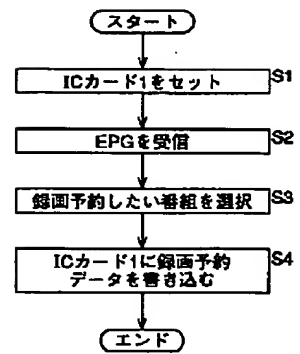 スタート
ICカード1をセット S1
EPGを受信 S2
録画予約したい番組を選択 S3
ICカード1に録画予約 S4
データを書き込む
エンド